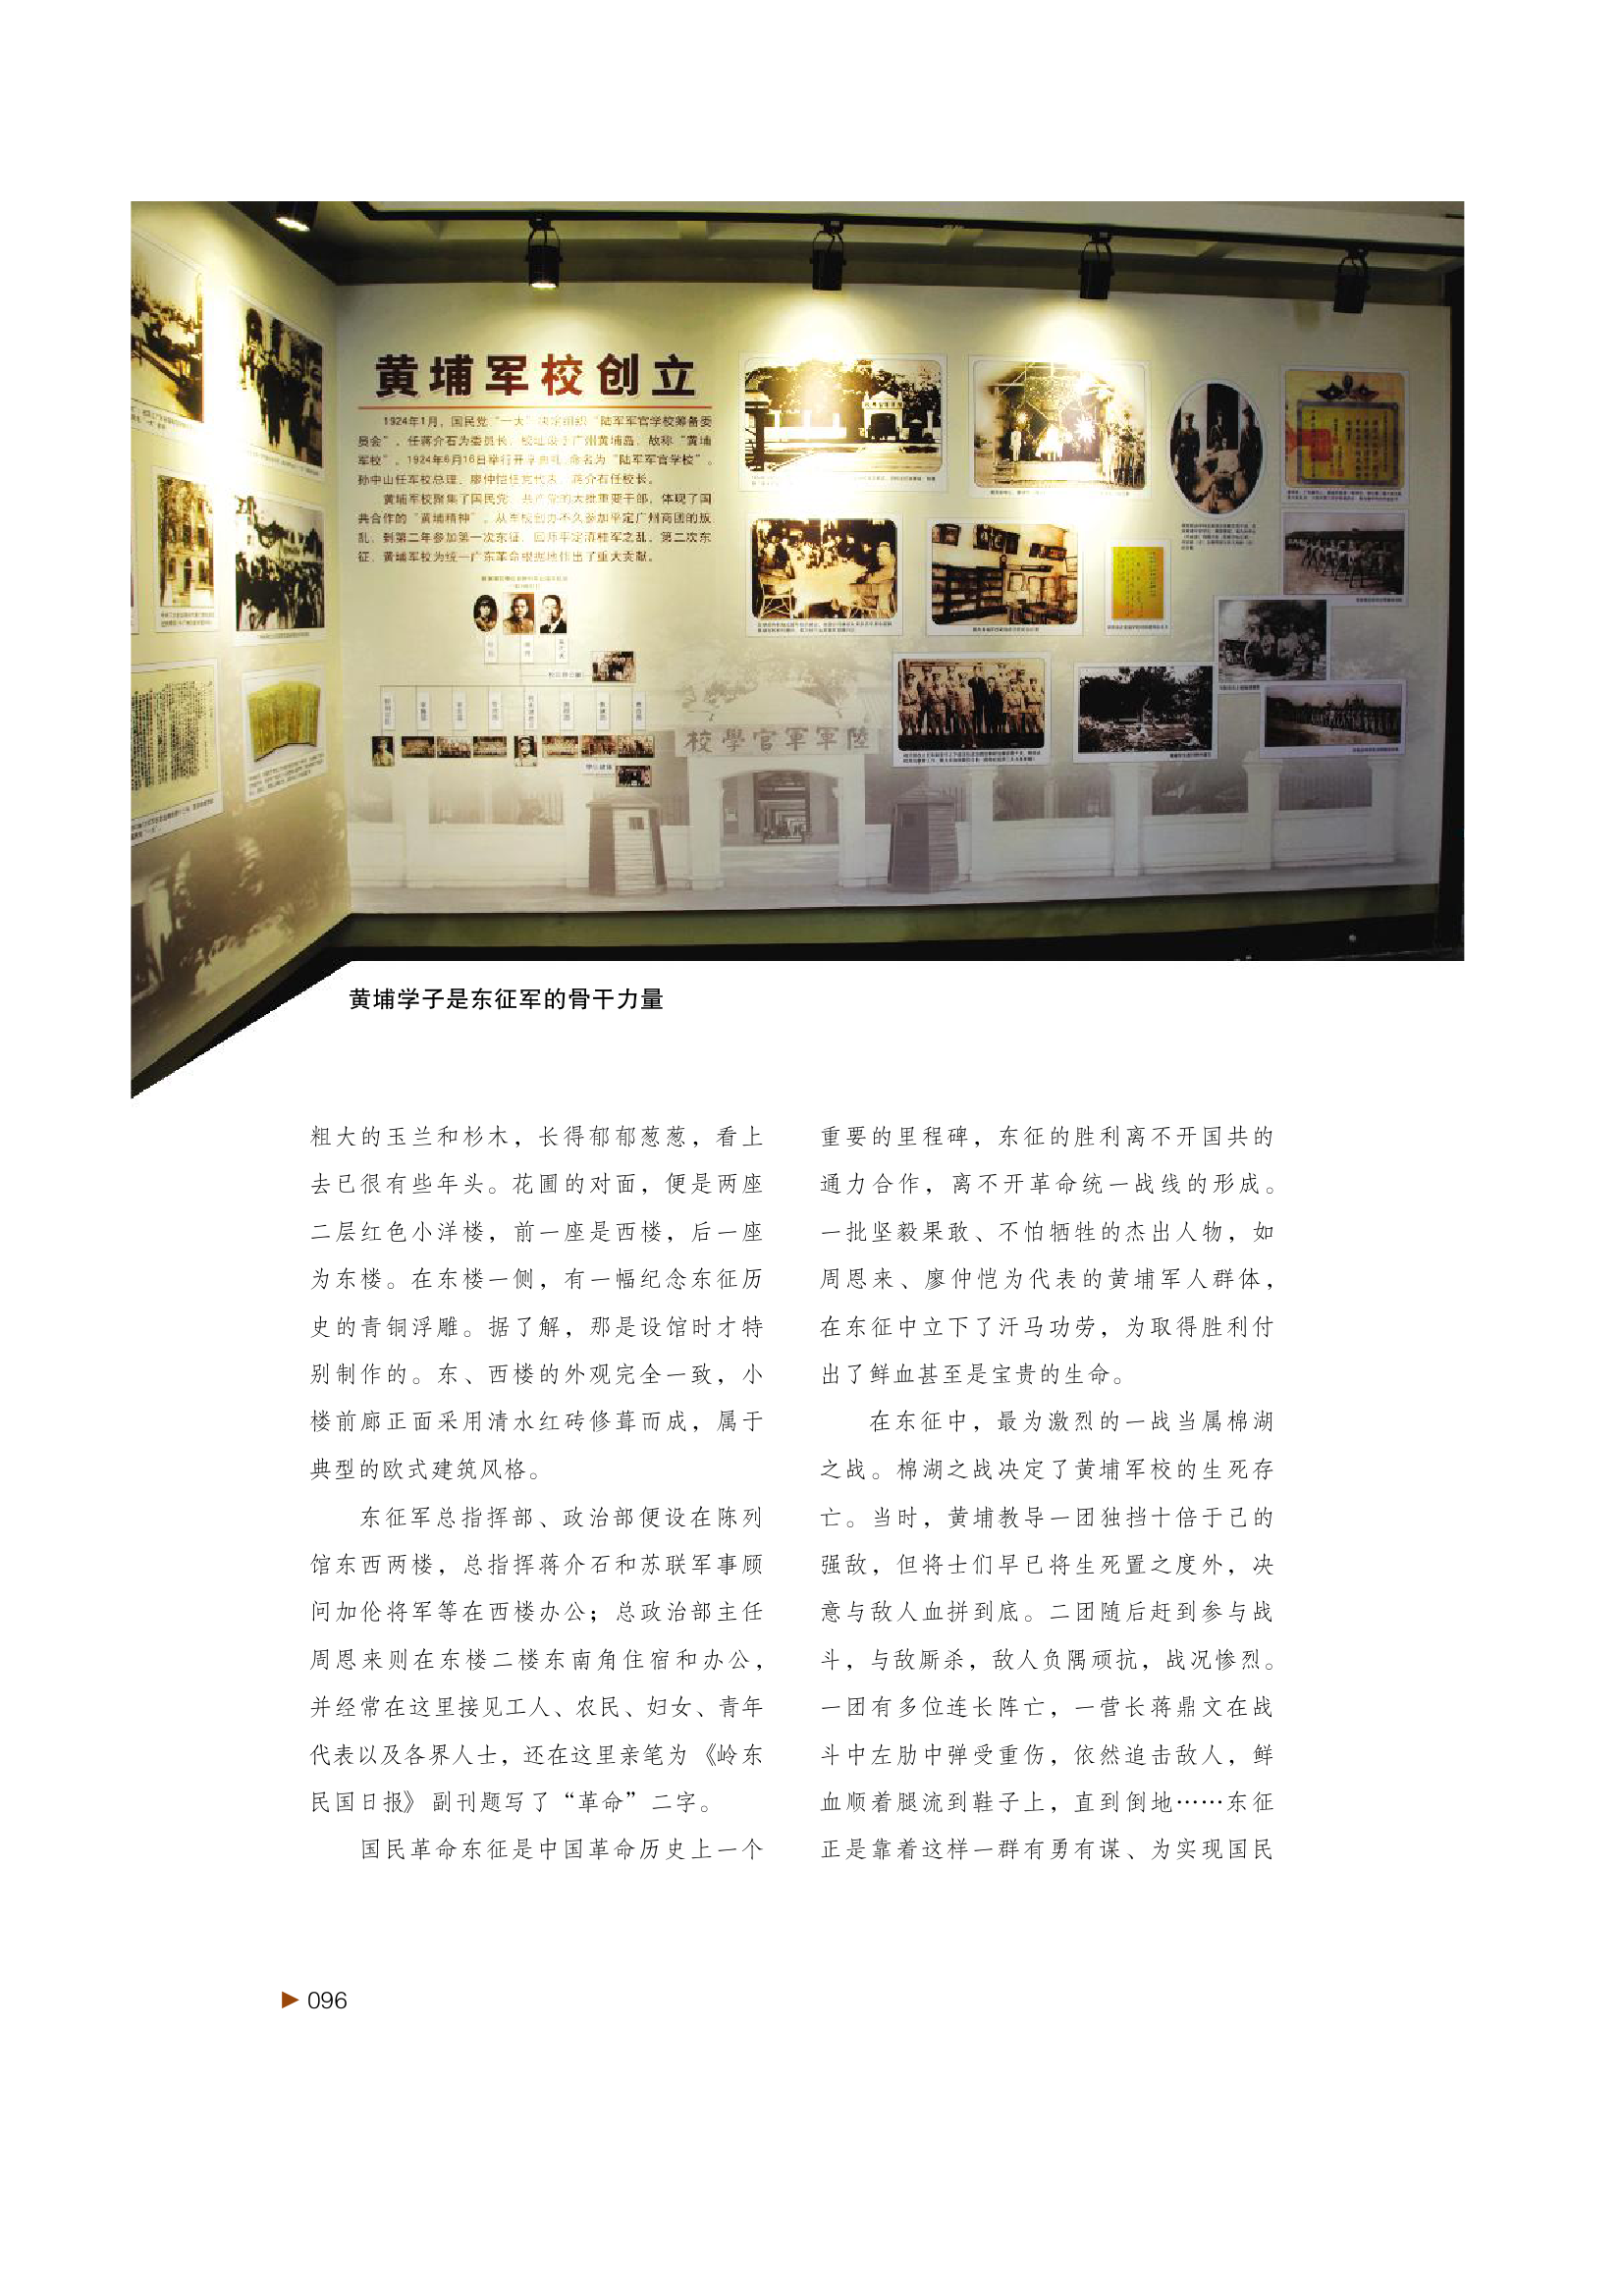 黄埔军校创立
1924年1月，国民党“一大”决定组织“陆军军官学校筹备委
员会”，任蒋介石为委员长，校址设于广州黄埔岛，故称“黄埔
军校”。1924年6月16日举行开学典礼，命名为“陆军军官学校”。
孙中山任军校总理，廖仲恺任党代表，蒋介石任校长。
黄埔军校聚集了国民党、共产党的大批重要干部，体现了国
共合作的“黄埔精神”。从军校创办不久参加平定广州商团的叛
乱，到第二年参加第一次东征、回师平定滇桂军之乱、第二次东
征，黄埔军校为统一广东革命根据地作出了重大贡献。
校學官軍軍陸
黄埔学子是东征军的骨干力量
粗大的玉兰和杉木，长得郁郁葱葱，看上
去已很有些年头。花圃的对面，便是两座
二层红色小洋楼，前一座是西楼，后一座
为东楼。在东楼一侧，有一幅纪念东征历
史的青铜浮雕。据了解，那是设馆时才特
别制作的。东、西楼的外观完全一致，小
楼前廊正面采用清水红砖修葺而成，属于
典型的欧式建筑风格。
东征军总指挥部、政治部便设在陈列
馆东西两楼，总指挥蒋介石和苏联军事顾
问加伦将军等在西楼办公；总政治部主任
周恩来则在东楼二楼东南角住宿和办公，
并经常在这里接见工人、农民、妇女、青年
代表以及各界人士，还在这里亲笔为《岭东
民国日报》副刊题写了“革命”二字。
国民革命东征是中国革命历史上一个
重要的里程碑，东征的胜利离不开国共的
通力合作，离不开革命统一战线的形成。
一批坚毅果敢、不怕牺牲的杰出人物，如
周恩来、廖仲恺为代表的黄埔军人群体，
在东征中立下了汗马功劳，为取得胜利付
出了鲜血甚至是宝贵的生命。
在东征中，最为激烈的一战当属棉湖
之战。棉湖之战决定了黄埔军校的生死存
亡。当时，黄埔教导一团独挡十倍于己的
强敌，但将士们早已将生死置之度外，决
意与敌人血拼到底。二团随后赶到参与战
斗，与敌厮杀，敌人负隅顽抗，战况惨烈。
一团有多位连长阵亡，一营长蒋鼎文在战
斗中左肋中弹受重伤，依然追击敌人，鲜
血顺着腿流到鞋子上，直到倒地……东征
正是靠着这样一群有勇有谋、为实现国民
096